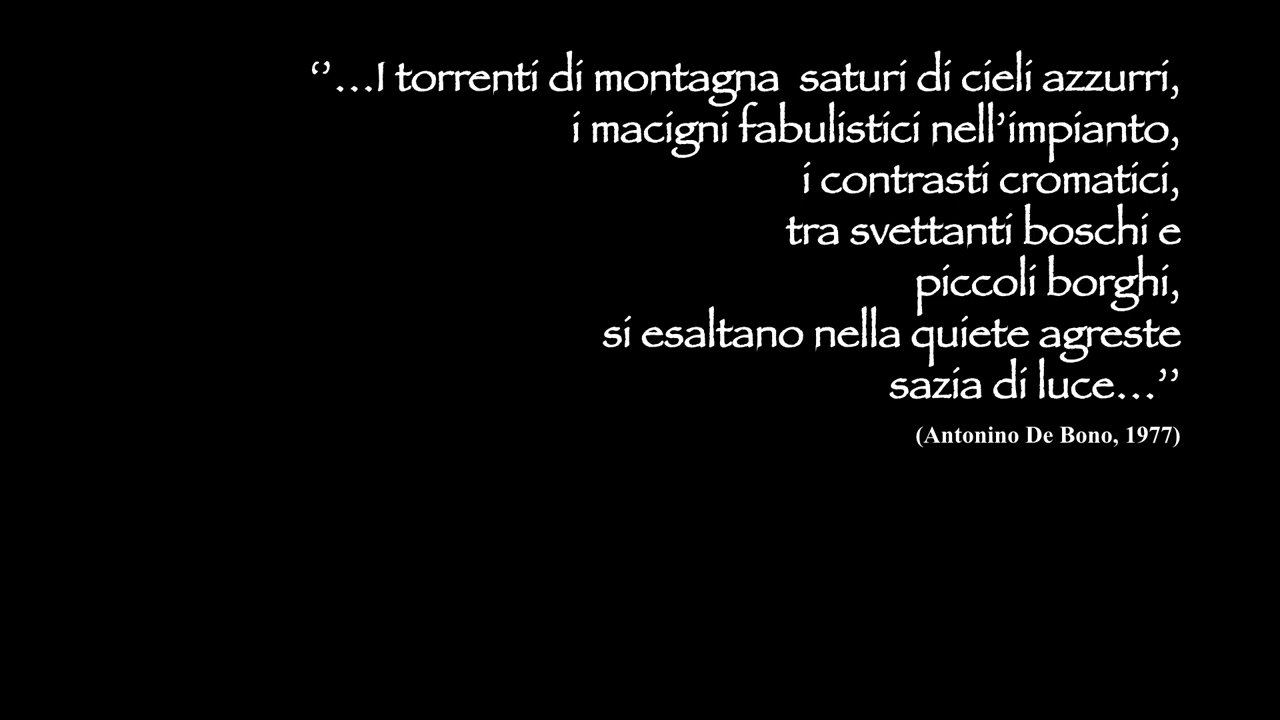 ‘’…I torrenti di montagna  saturi di cieli azzurri,
i macigni fabulistici nell’impianto,
i contrasti cromatici,
tra svettanti boschi e
piccoli borghi,
si esaltano nella quiete agreste
sazia di luce…’’
(Antonino De Bono, 1977)